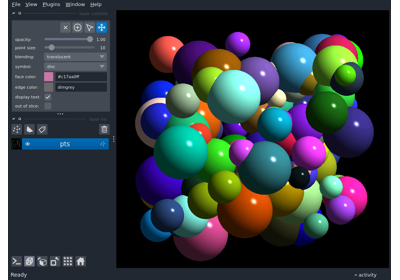 File View Plugins Window Help
opacity: 1.00
point size: 10
blending: translucent
symbol: disc
face color: #c17aa0ff
edge color: dimgrey
display text: ✓
out of slice:
pts
Ready activity